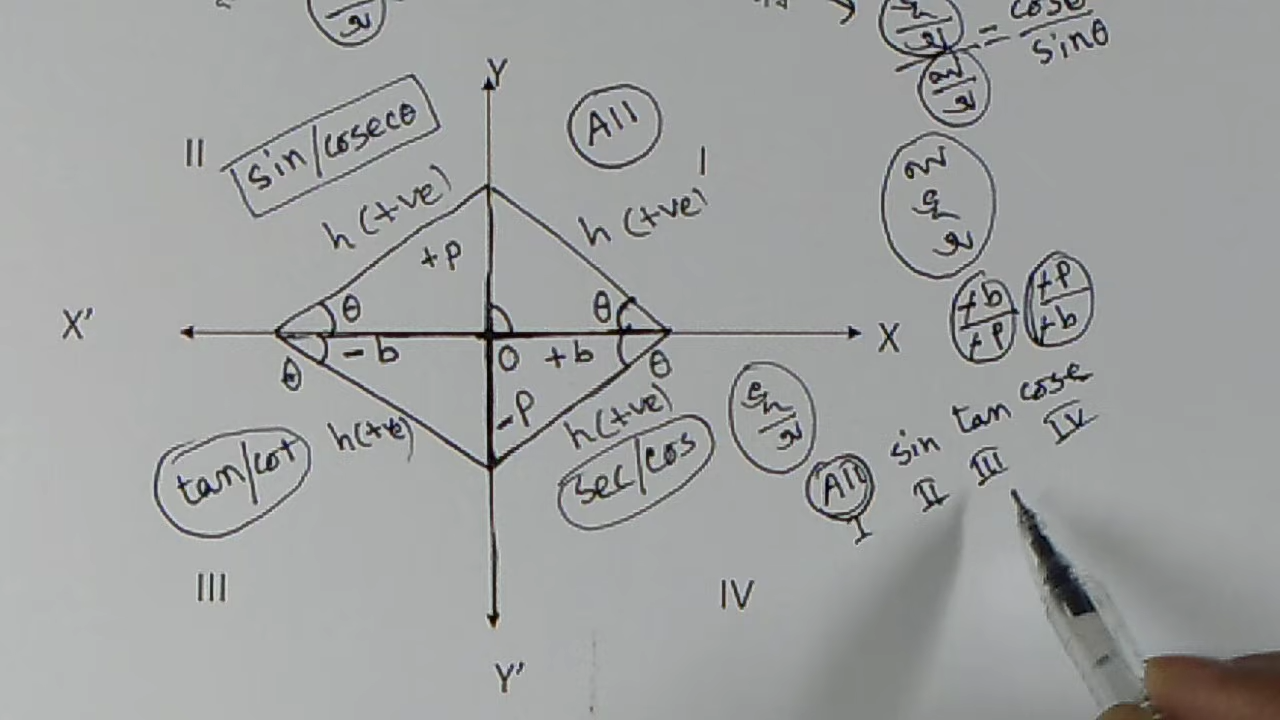 cosθ
=
sinθ
Y
All
sin/cosecθ
II
I
h (+ve)
h (+ve)
+P
θ
θ
X'
X
- b
O
+b
θ
θ
-P
h(+ve)
h(+ve)
tan/cot
sec/cos
+b
+P
+P
+b
All sin tan cose
I II III IV
III
IV
Y'